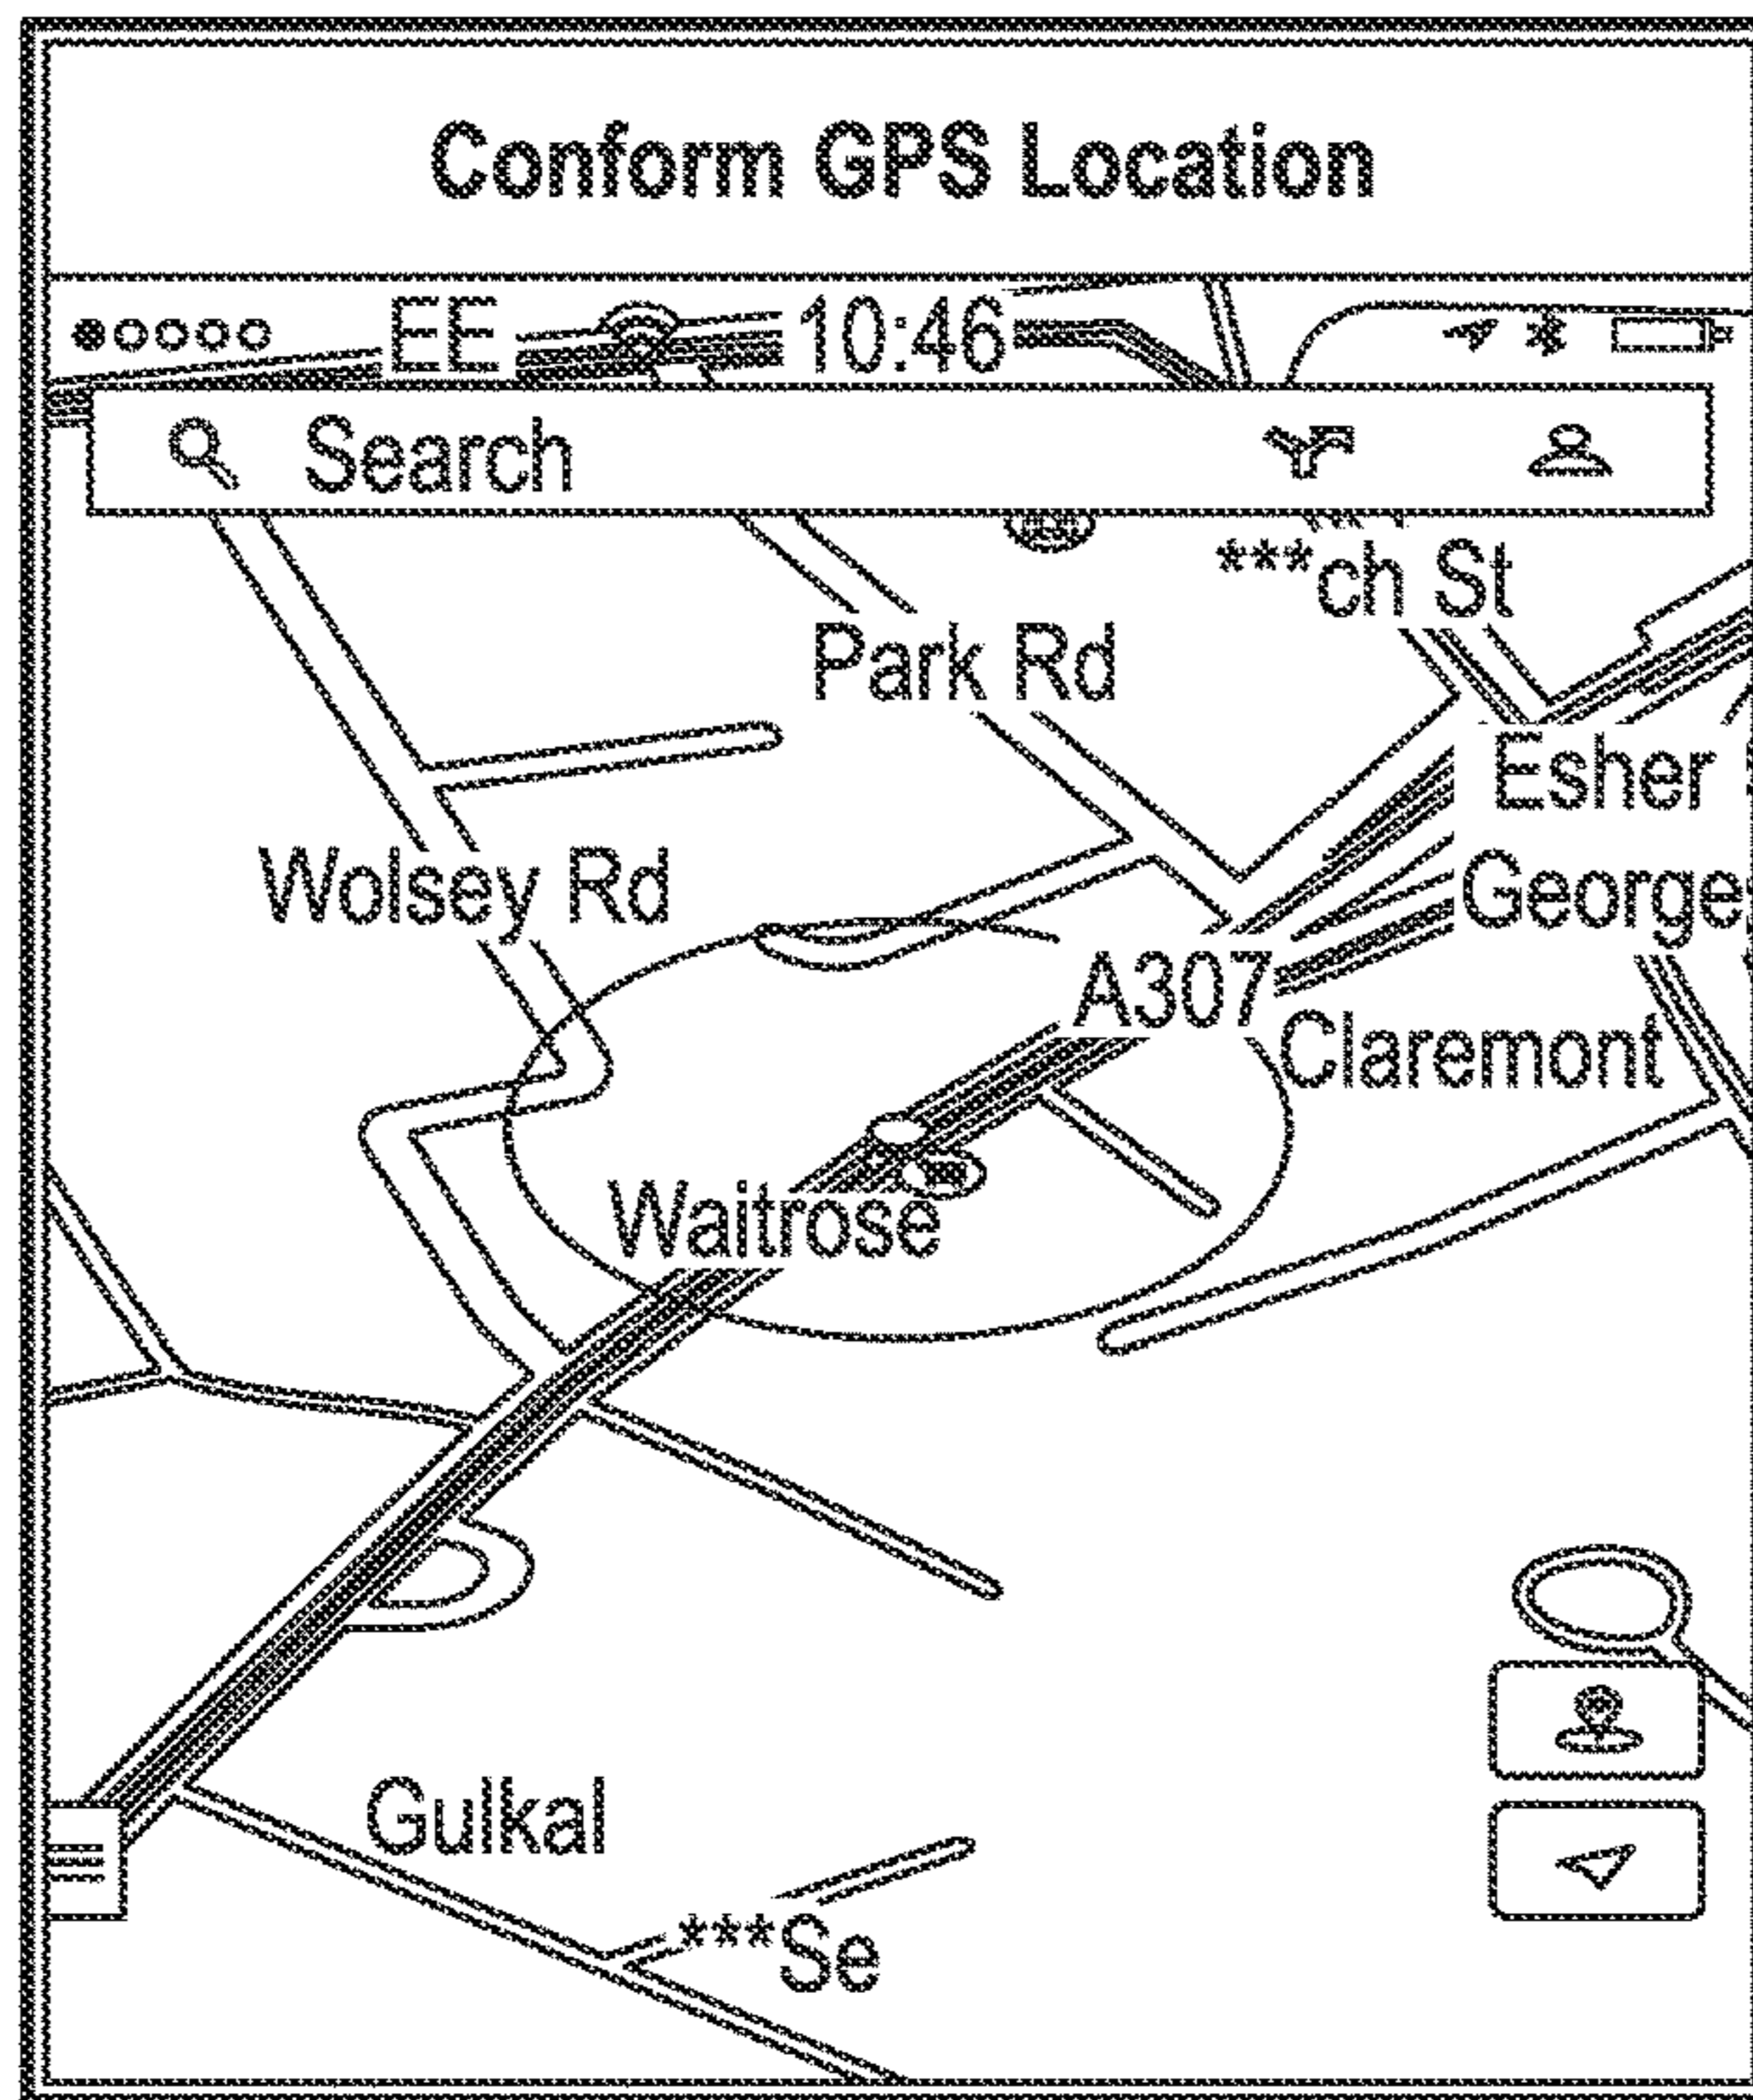 Conform GPS Location
EE 10:46
Search
***ch St
Park Rd
Esher
Wolsey Rd
George
A307
Claremont
Waitrose
Gulkal
***Se